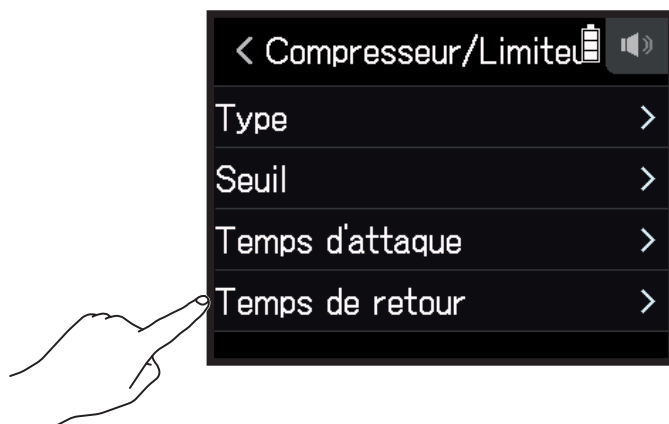 Compresseur/Limiteu
Type
Seuil
Temps d'attaque
Temps de retour